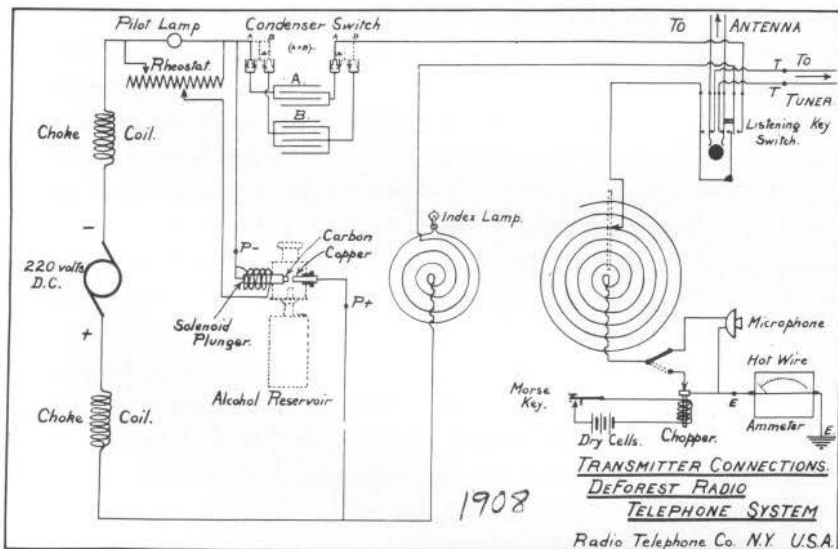 Pilot Lamp
Condenser Switch
A B
(A+B)
A B
Rheostat.
A.
B.
Choke Coil.
To ANTENNA
T To
T TUNER
Listening Key
Switch.
Index Lamp.
-
220 volts
D.C.
+
P-
Carbon
Copper
P+
Solenoid
Plunger.
Alcohol Reservoir
Choke Coil.
Microphone
Hot Wire
Ammeter
E
E.
Morse
Key.
Dry Cells.
Chopper.
1908
TRANSMITTER CONNECTIONS.
DEFOREST RADIO
TELEPHONE SYSTEM
Radio Telephone Co. N.Y. U.S.A.